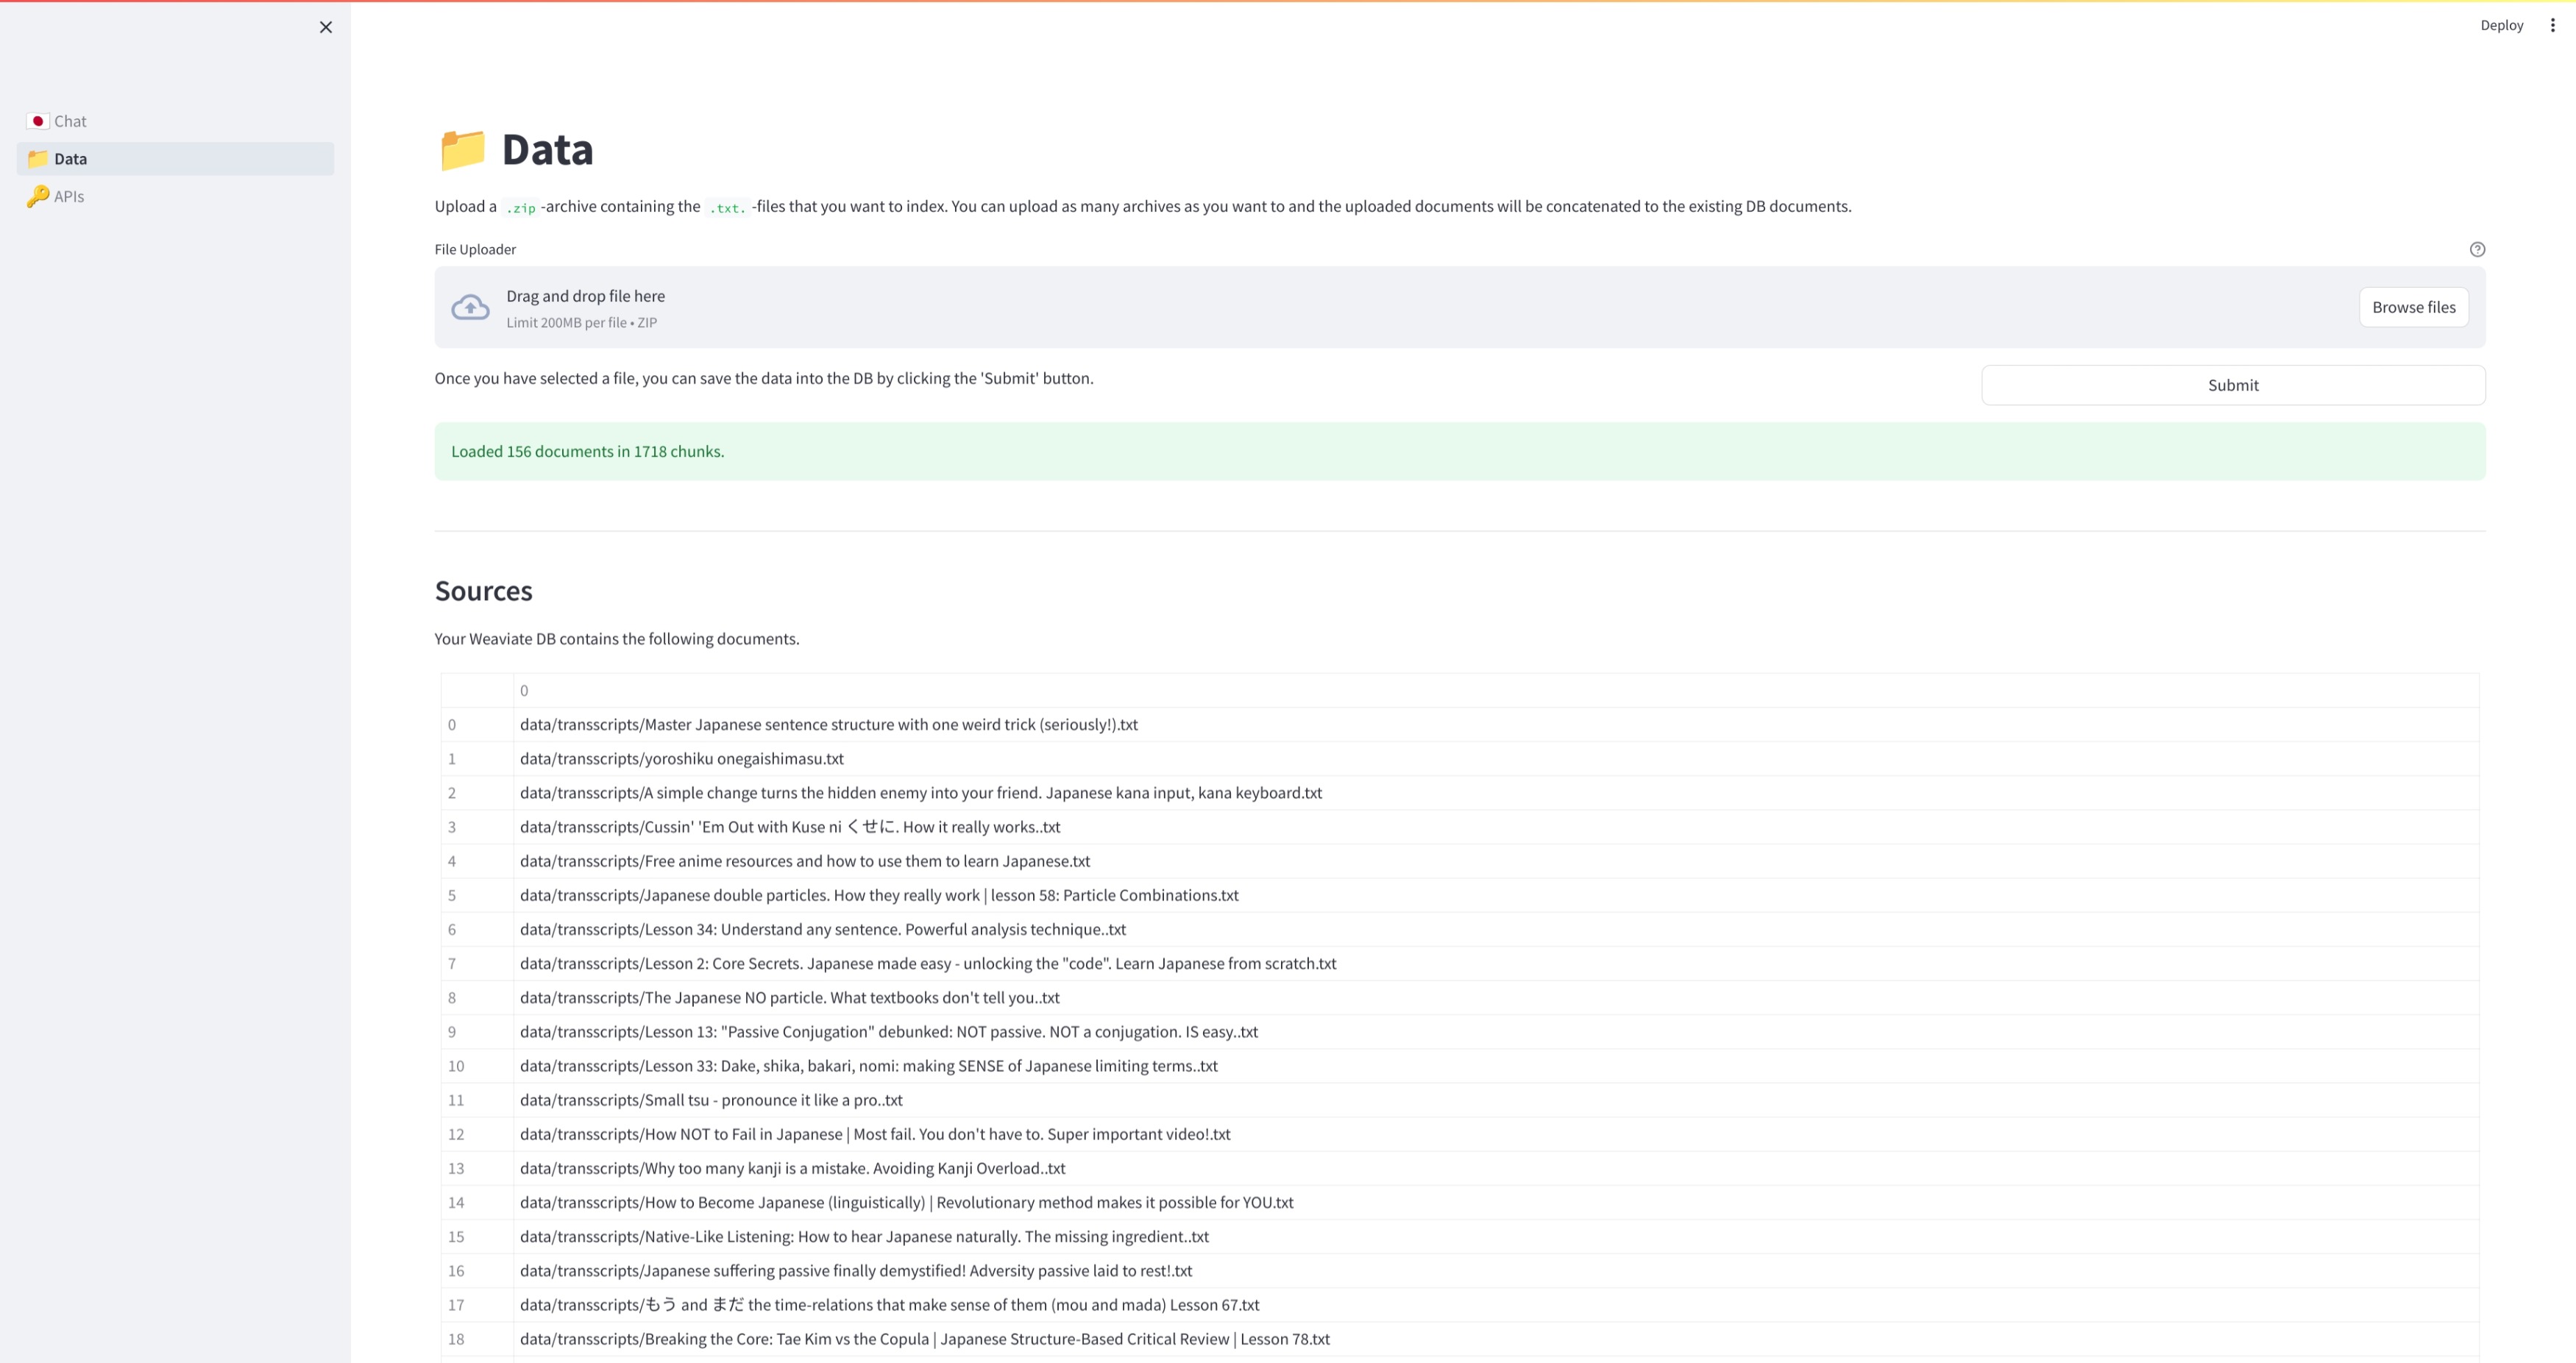 Deploy
Chat
Data
APIs
Data
Upload a .zip -archive containing the .txt. -files that you want to index. You can upload as many archives as you want to and the uploaded documents will be concatenated to the existing DB documents.
File Uploader
Drag and drop file here
Limit 200MB per file • ZIP
Browse files
Once you have selected a file, you can save the data into the DB by clicking the 'Submit' button.
Submit
Loaded 156 documents in 1718 chunks.
Sources
Your Weaviate DB contains the following documents.
0
0 data/transscripts/Master Japanese sentence structure with one weird trick (seriously!).txt
1 data/transscripts/yoroshiku onegaishimasu.txt
2 data/transscripts/A simple change turns the hidden enemy into your friend. Japanese kana input, kana keyboard.txt
3 data/transscripts/Cussin' 'Em Out with Kuse ni くせに. How it really works..txt
4 data/transscripts/Free anime resources and how to use them to learn Japanese.txt
5 data/transscripts/Japanese double particles. How they really work | lesson 58: Particle Combinations.txt
6 data/transscripts/Lesson 34: Understand any sentence. Powerful analysis technique..txt
7 data/transscripts/Lesson 2: Core Secrets. Japanese made easy - unlocking the "code". Learn Japanese from scratch.txt
8 data/transscripts/The Japanese NO particle. What textbooks don't tell you..txt
9 data/transscripts/Lesson 13: "Passive Conjugation" debunked: NOT passive. NOT a conjugation. IS easy..txt
10 data/transscripts/Lesson 33: Dake, shika, bakari, nomi: making SENSE of Japanese limiting terms..txt
11 data/transscripts/Small tsu - pronounce it like a pro..txt
12 data/transscripts/How NOT to Fail in Japanese | Most fail. You don't have to. Super important video!.txt
13 data/transscripts/Why too many kanji is a mistake. Avoiding Kanji Overload..txt
14 data/transscripts/How to Become Japanese (linguistically) | Revolutionary method makes it possible for YOU.txt
15 data/transscripts/Native-Like Listening: How to hear Japanese naturally. The missing ingredient..txt
16 data/transscripts/Japanese suffering passive finally demystified! Adversity passive laid to rest!.txt
17 data/transscripts/もう and まだ the time-relations that make sense of them (mou and mada) Lesson 67.txt
18 data/transscripts/Breaking the Core: Tae Kim vs the Copula | Japanese Structure-Based Critical Review | Lesson 78.txt